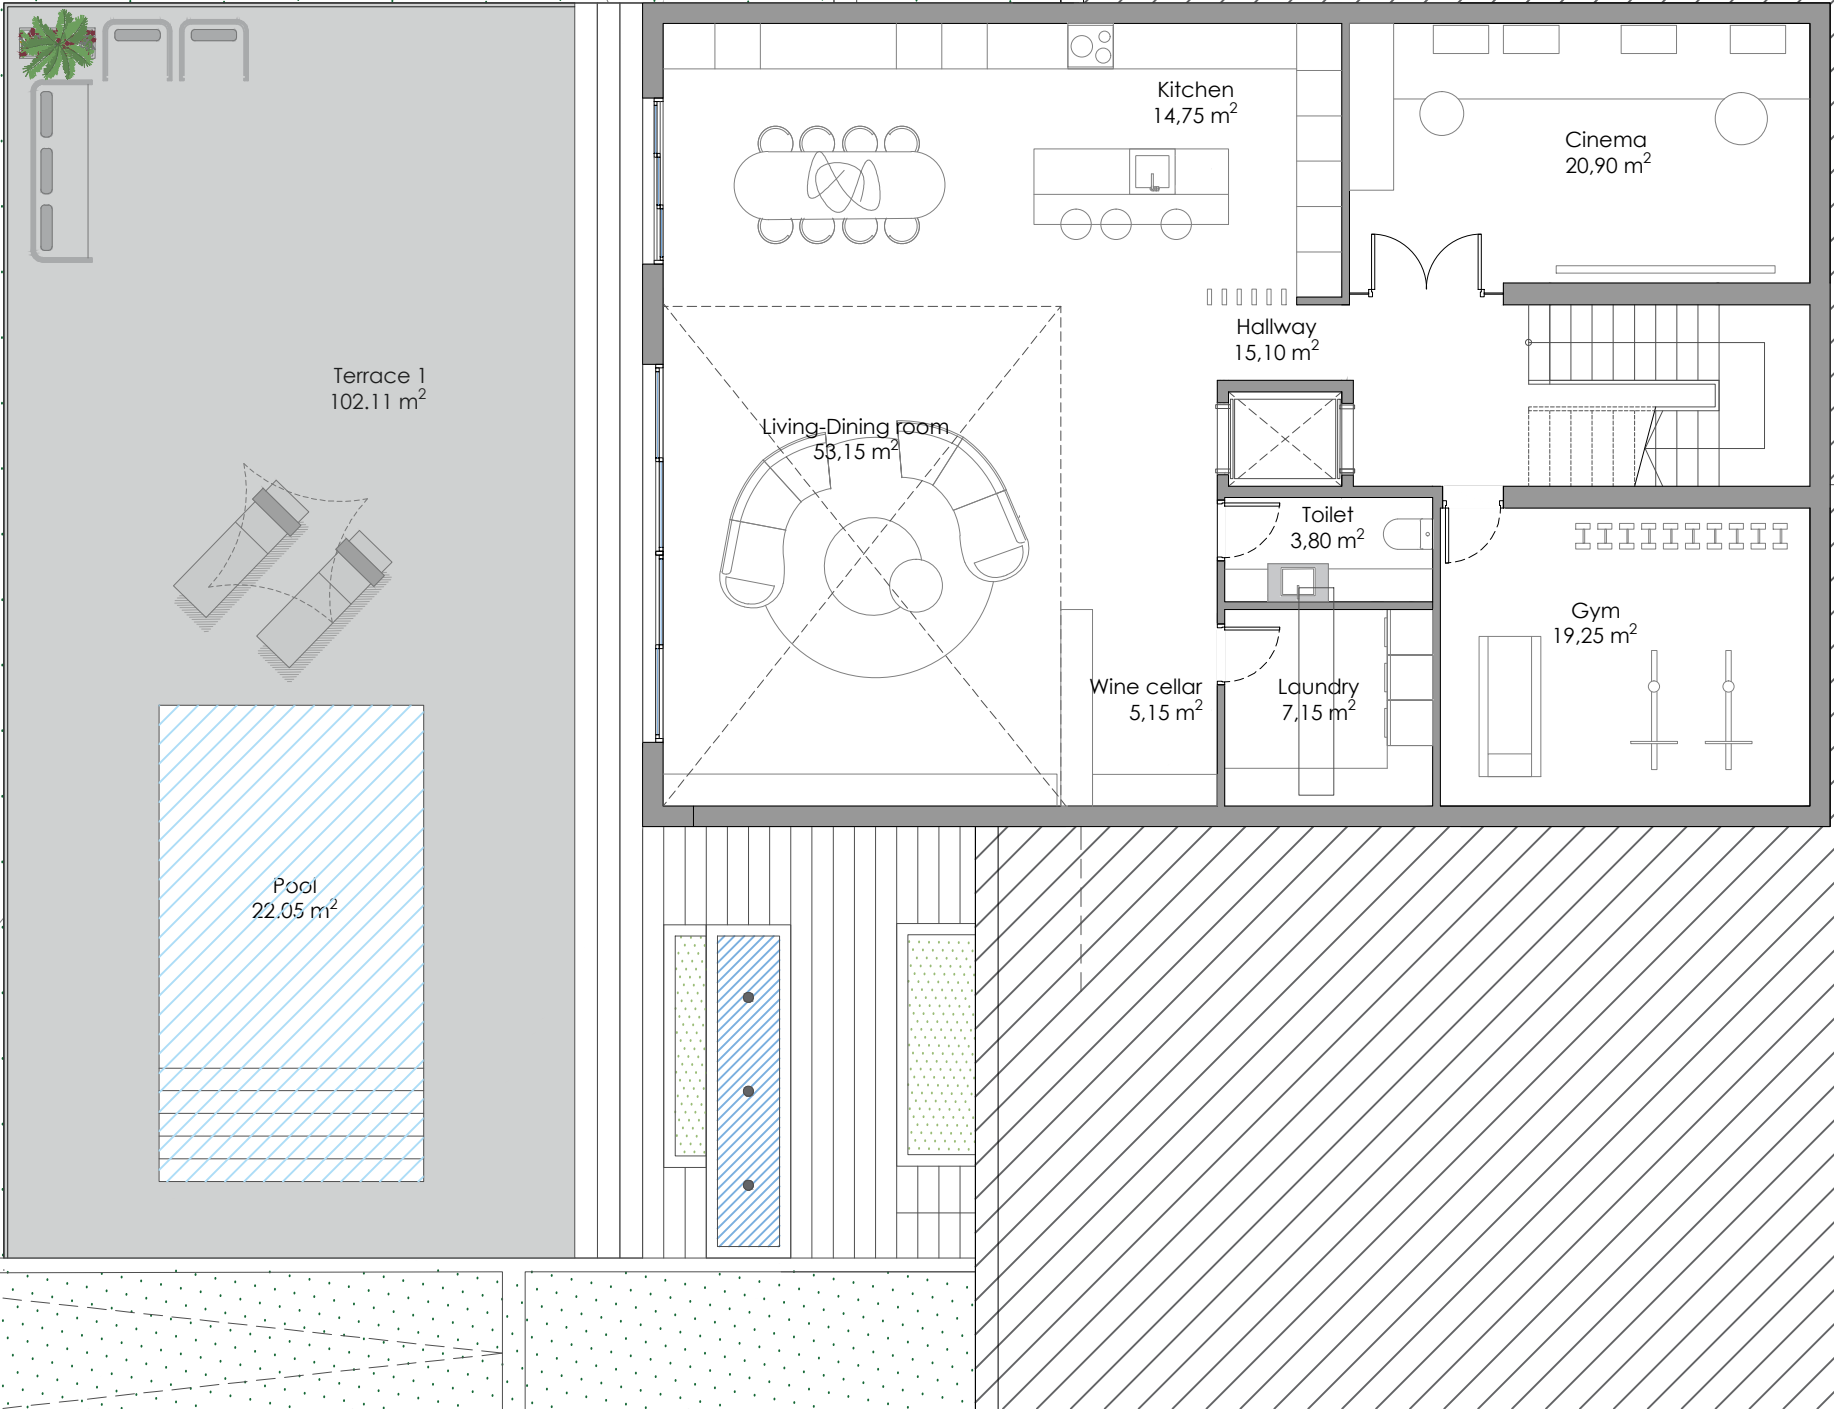 Kitchen
14,75 m²
Cinema
20,90 m²
Hallway
15,10 m²
Terrace 1
102.11 m²
Living-Dining room
53,15 m²
Toilet
3,80 m²
Gym
19,25 m²
Wine cellar
5,15 m²
Laundry
7,15 m²
Pool
22.05 m²